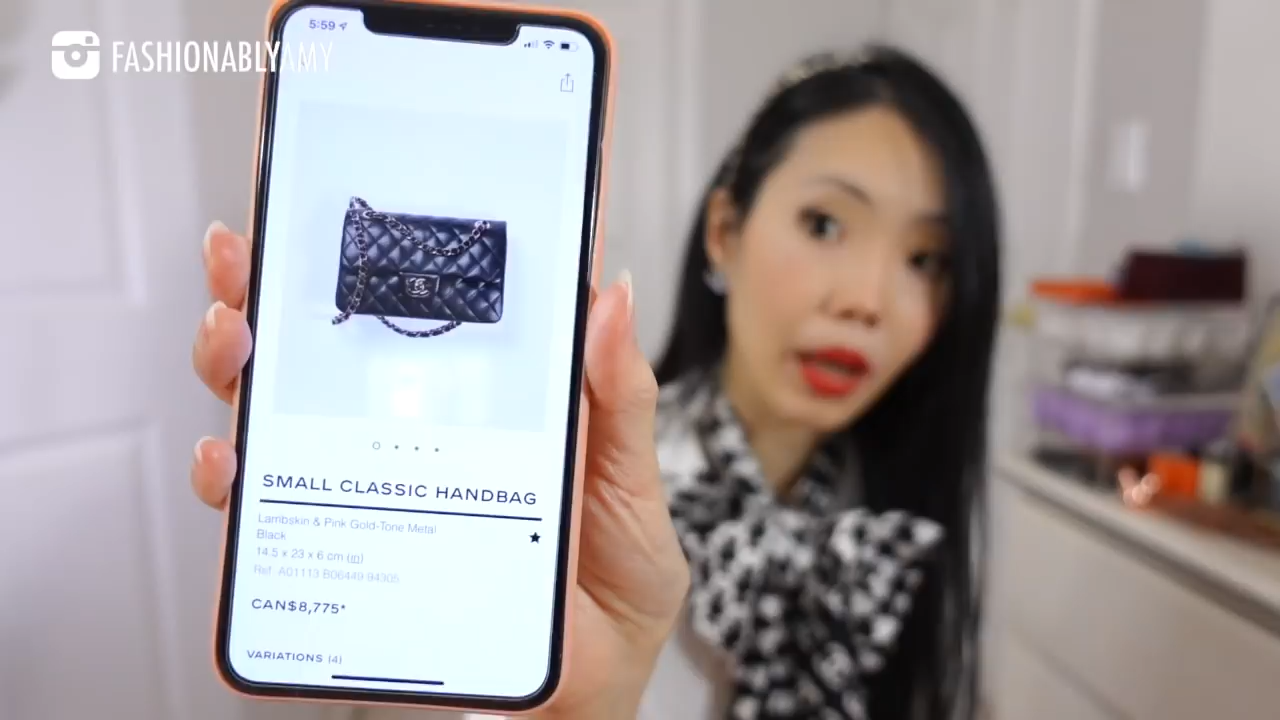 FASHIONABLYAMY
5:59
SMALL CLASSIC HANDBAG
Lambskin & Pink Gold-Tone Metal
Black
14.5 x 23 x 6 cm (in)
Ref. A01113 B06449 94305
CAN$8,775*
VARIATIONS (4)